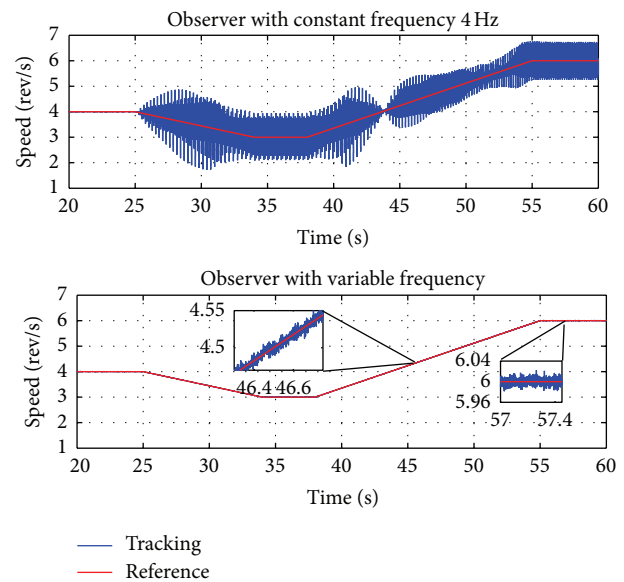 Observer with constant frequency 4 Hz
7
6
5
4
3
2
1
Speed (rev/s)
20 25 30 35 40 45 50 55 60
Time (s)
Observer with variable frequency
7
6
5
4
3
2
1
Speed (rev/s)
4.55
4.5
46.4 46.6
6.04
6
5.96
57 57.4
20 25 30 35 40 45 50 55 60
Time (s)
Tracking
Reference